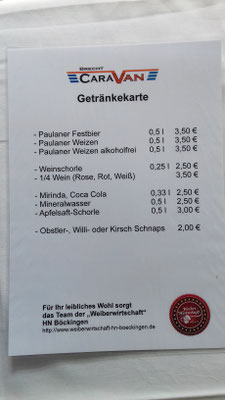 BRECHT
CARAVAN
Getränkekarte
- Paulaner Festbier 0,5 l 3,50 €
- Paulaner Weizen 0,5 l 3,50 €
- Paulaner Weizen alkoholfrei 0,5 l 3,50 €
- Weinschorle 0,25 l 2,50 €
- 1/4 Wein (Rose, Rot, Weiß) 3,50 €
- Mirinda, Coca Cola 0,33 l 2,50 €
- Mineralwasser 0,5 l 2,50 €
- Apfelsaft-Schorle 0,5 l 3,00 €
- Obstler-, Willi- oder Kirsch Schnaps 2,00 €
Für Ihr leibliches Wohl sorgt
das Team der „Weiberwirtschaft"
HN Böckingen
http://www.weiberwirtschaft-hn-boeckingen.de